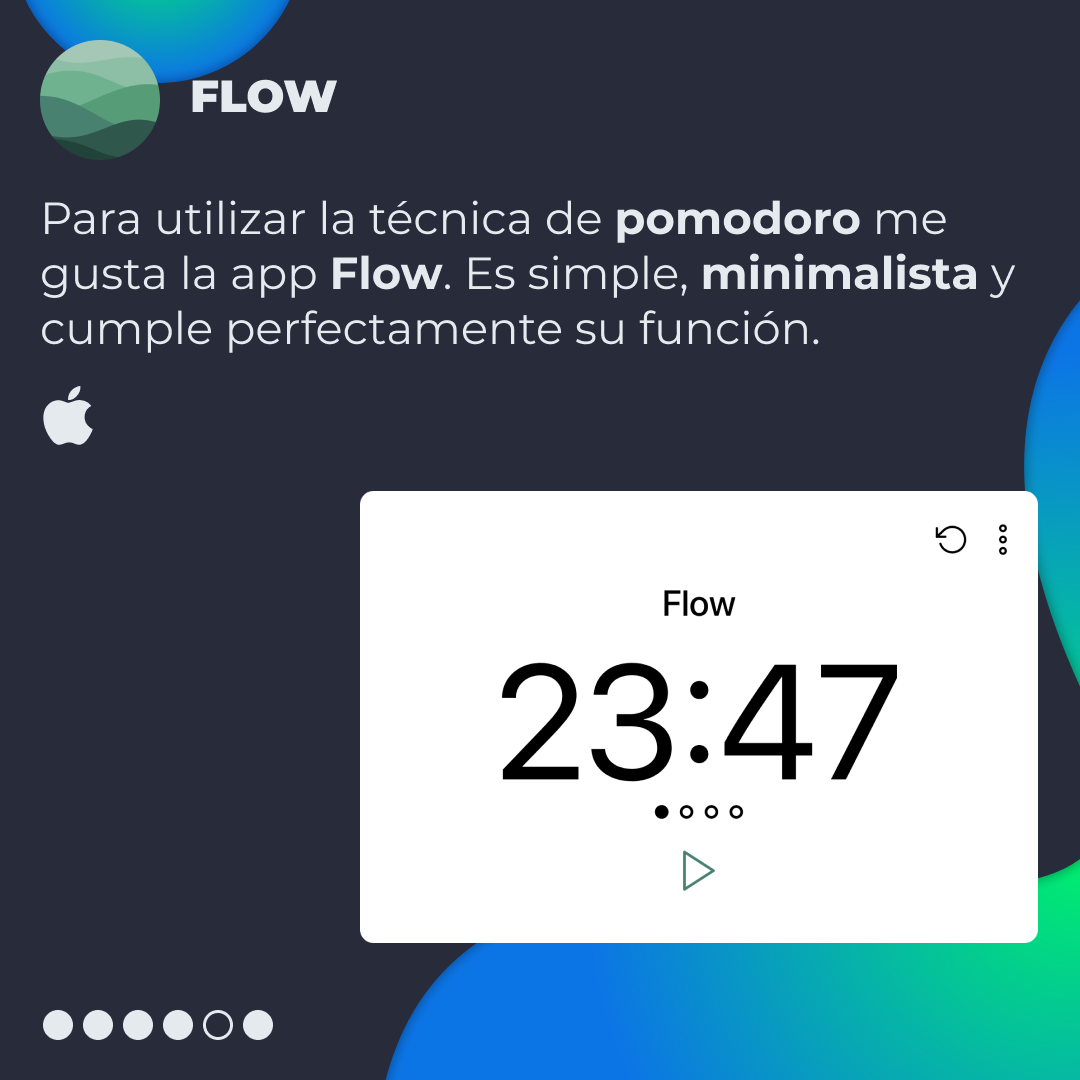 FLOW
Para utilizar la técnica de pomodoro me
gusta la app Flow. Es simple, minimalista y
cumple perfectamente su función.
Flow
23:47